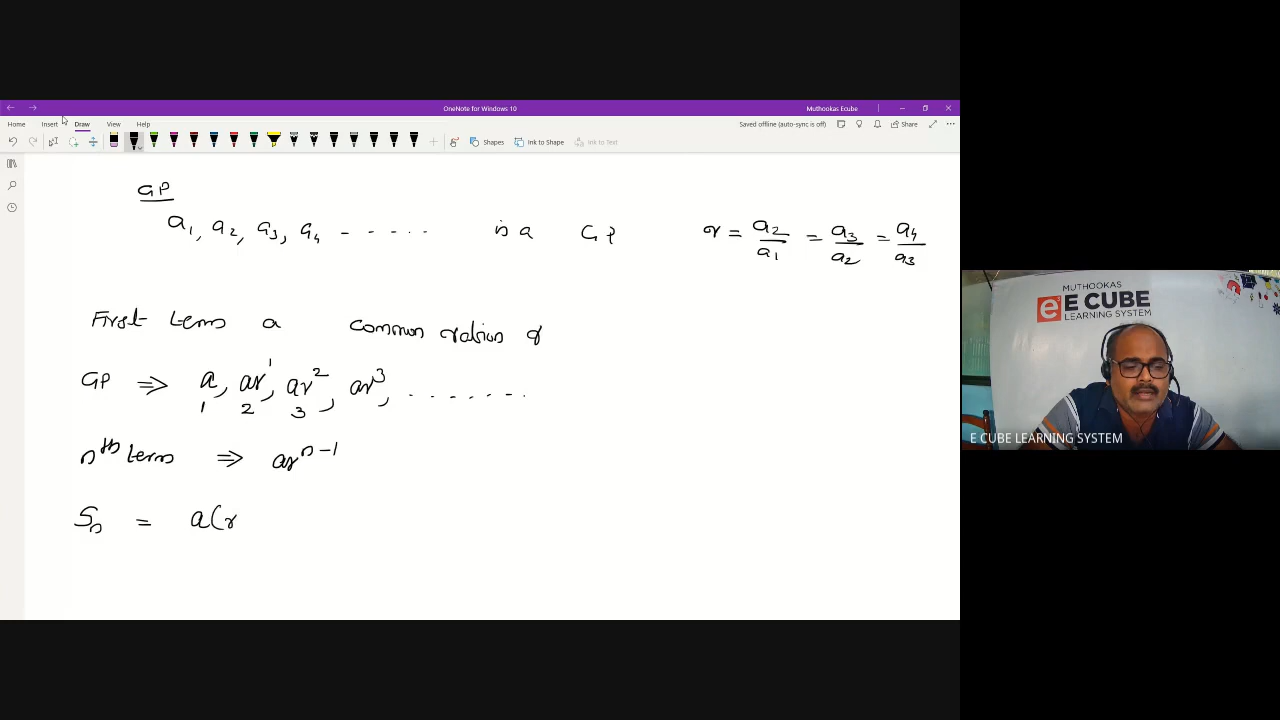 OneNote for Windows 10
Muthookas Ecube
Home Insert Draw View Help
Saved offline (auto-sync is off)
Share
Shapes
Ink to Shape
Ink to Text
GP
a₁, a₂, a₃, a₄ - - - - - - is a GP r = a₂/a₁ = a₃/a₂ = a₄/a₃
First term a common ratio r
GP ⇒ a, ar¹, ar², ar³, . . . . . . .
1 2 3
nth term ⇒ arⁿ⁻¹
Sₙ = a(r
MUTHOOKAS
e³ E CUBE
LEARNING SYSTEM
E CUBE LEARNING SYSTEM